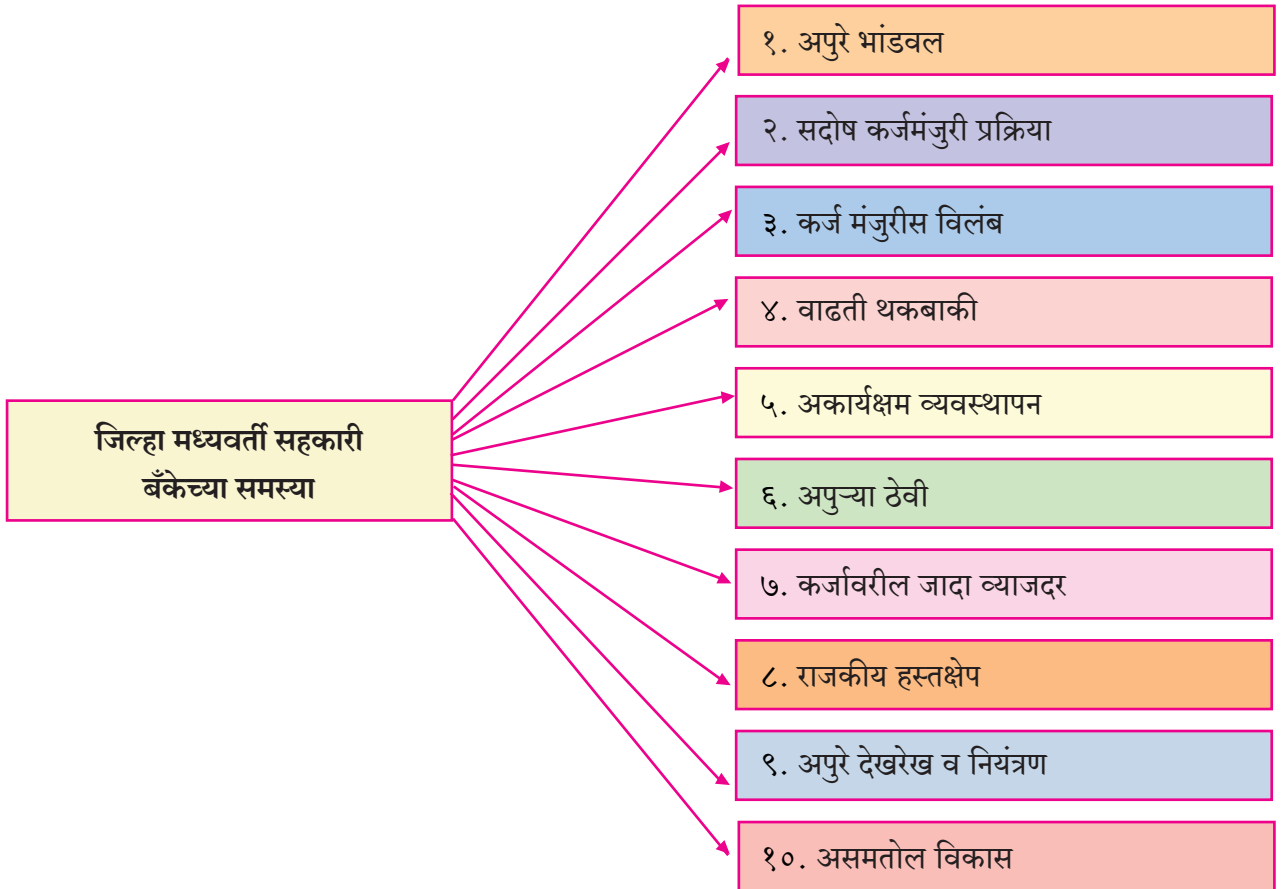 जिल्हा मध्यवर्ती सहकारी
बँकेच्या समस्या
१. अपुरे भांडवल
२. सदोष कर्जमंजुरी प्रक्रिया
३. कर्ज मंजुरीस विलंब
४. वाढती थकबाकी
५. अकार्यक्षम व्यवस्थापन
६. अपुऱ्या ठेवी
७. कर्जावरील जादा व्याजदर
८. राजकीय हस्तक्षेप
९. अपुरे देखरेख व नियंत्रण
१०. असमतोल विकास